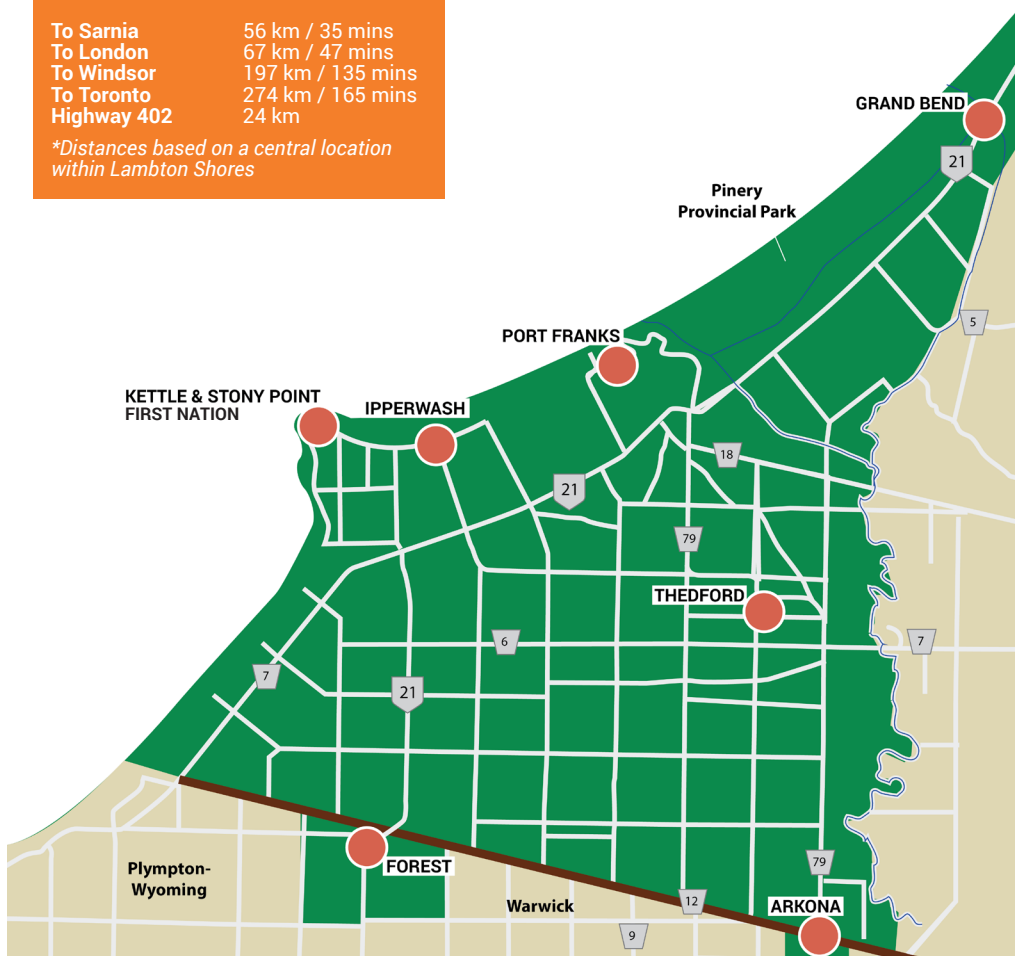 To Sarnia 56 km / 35 mins
To London 67 km / 47 mins
To Windsor 197 km / 135 mins
To Toronto 274 km / 165 mins
Highway 402 24 km
*Distances based on a central location
within Lambton Shores
GRAND BEND
21
Pinery
Provincial Park
5
PORT FRANKS
KETTLE & STONY POINT
FIRST NATION
IPPERWASH
18
21
79
THEDFORD
6
7
7
21
FOREST
79
Plympton-
Wyoming
Warwick
12
ARKONA
9